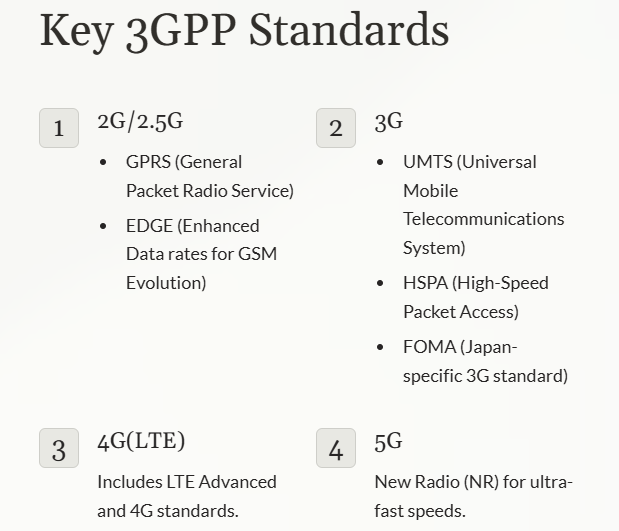 Key 3GPP Standards
1
2G/2.5G
• GPRS (General
Packet Radio Service)
• EDGE (Enhanced
Data rates for GSM
Evolution)
2
3G
• UMTS (Universal
Mobile
Telecommunications
System)
• HSPA (High-Speed
Packet Access)
• FOMA (Japan-
specific 3G standard)
3
4G(LTE)
Includes LTE Advanced
and 4G standards.
4
5G
New Radio (NR) for ultra-
fast speeds.